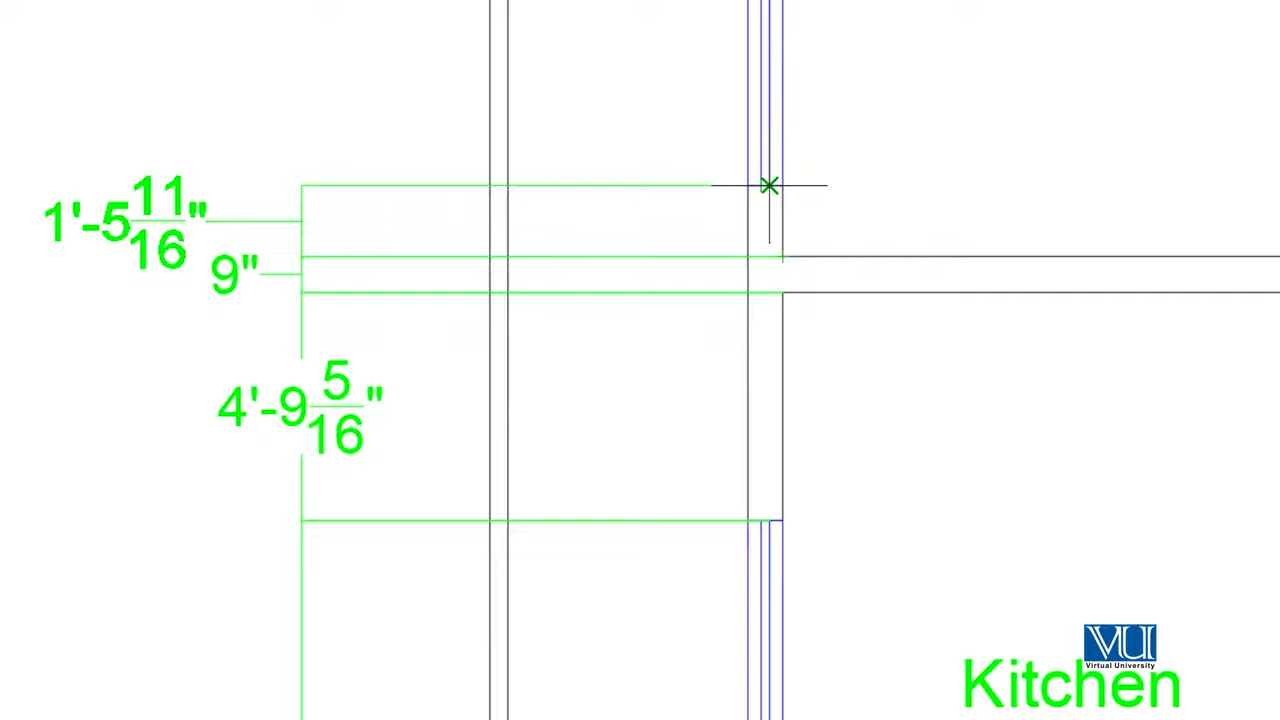 1'-5 11/16"
9"
4'-9 5/16"
VU
Virtual University
Kitchen